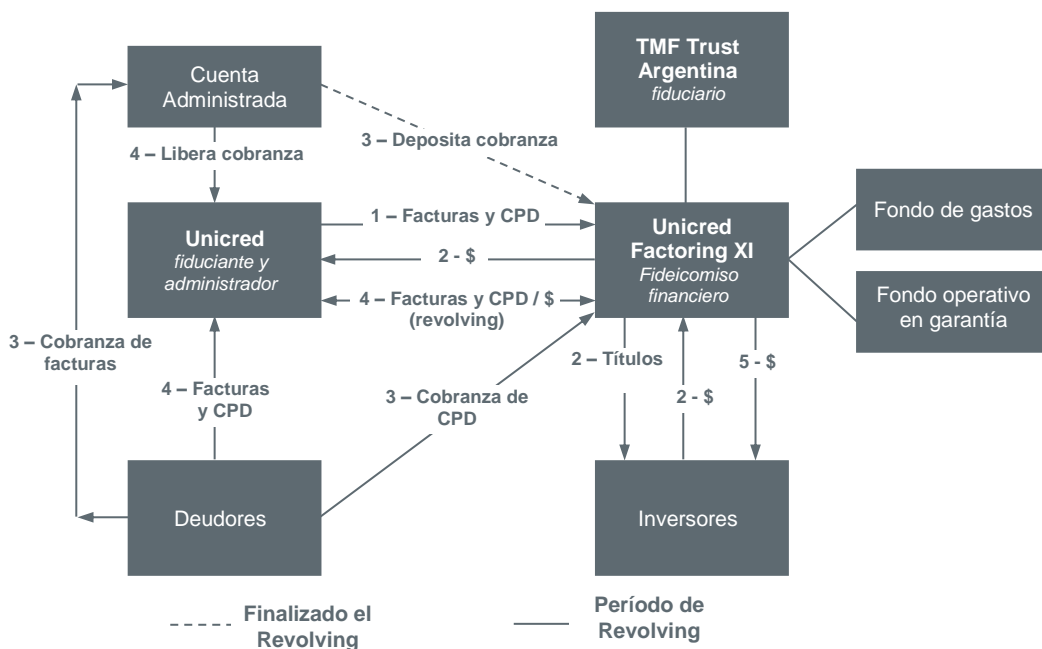 TMF Trust
Argentina
fiduciario
Cuenta
Administrada
3 – Deposita cobranza
4 – Libera cobranza
1 – Facturas y CPD
Unicred
fiduciante y
administrador
2 - $
Unicred
Factoring XI
Fideicomiso
financiero
Fondo de gastos
Fondo operativo
en garantía
4 – Facturas y CPD / $
(revolving)
3 – Cobranza de
facturas
4 – Facturas
y CPD
3 – Cobranza de
CPD
2 – Títulos
2 - $
5 - $
Deudores
Inversores
Finalizado el
Revolving
Período de
Revolving